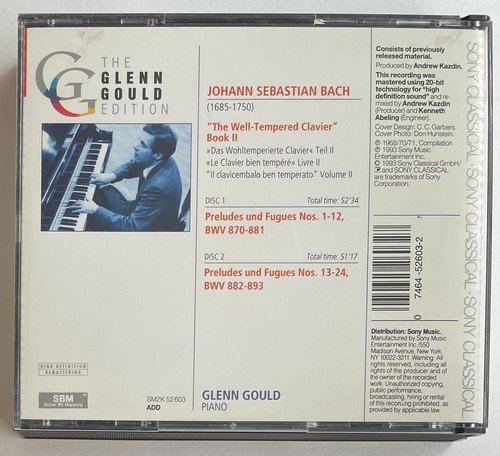 THE
GLENN
GOULD
EDITION
JOHANN SEBASTIAN BACH
(1685-1750)
"The Well-Tempered Clavier"
Book II
»Das Wohltemperierte Clavier« Teil II
«Le Clavier bien tempéré» Livre II
"Il clavicembalo ben temperato" Volume II
DISC 1 Total time: 52'34
Preludes und Fugues Nos. 1-12,
BWV 870-881
DISC 2 Total time: 51'17
Preludes und Fugues Nos. 13-24,
BWV 882-893
HIGH DEFINITION
REMASTERING
SBM
Super Bit Mapping
SM2K 52603
ADD
GLENN GOULD
PIANO
Consists of previously
released material.
Produced by Andrew Kazdin.
This recording was
mastered using 20-bit
technology for "high
definition sound" and re-
mixed by Andrew Kazdin
(Producer) and Kenneth
Abeling (Engineer).
Cover Design: C.C. Garbers.
Cover Photo: Don Hunstein.
℗ 1968/70/71, Compilation
℗ 1993 Sony Music
Entertainment Inc.
© 1993 Sony Classical GmbH/
and SONY CLASSICAL
are trademarks of Sony
Corporation.
0 7464-52603-2 7
Distribution: Sony Music.
Manufactured by Sony Music
Entertainment Inc./550
Madison Avenue, New York,
NY 10022-3211. Warning: All
rights reserved, including all
rights of the producer and of
the owner of the recorded
work. Unauthorized copying,
public performance,
broadcasting, hiring or rental
of this recording prohibited, as
provided by applicable law.
SONY CLASSICAL · SONY CLASSICAL · SONY CLASSICAL